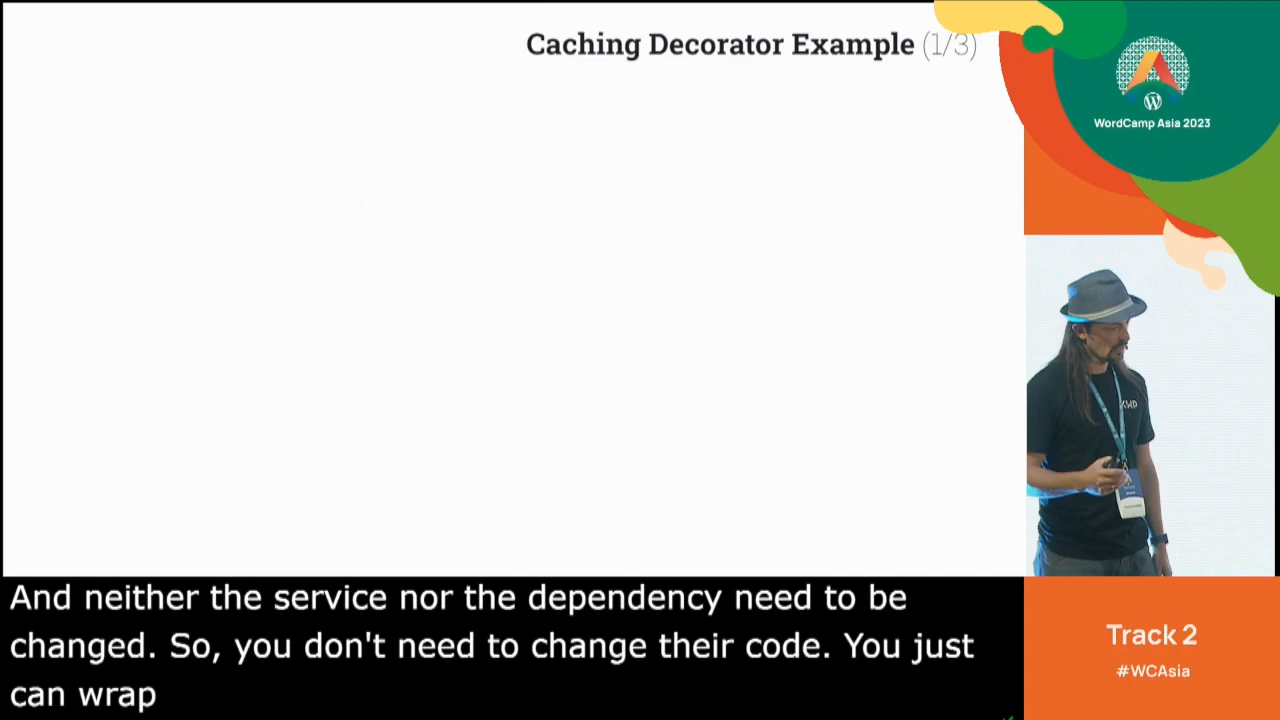 Caching Decorator Example (1/3)
WordCamp Asia 2023
And neither the service nor the dependency need to be
changed. So, you don't need to change their code. You just
can wrap
Track 2
#WCAsia